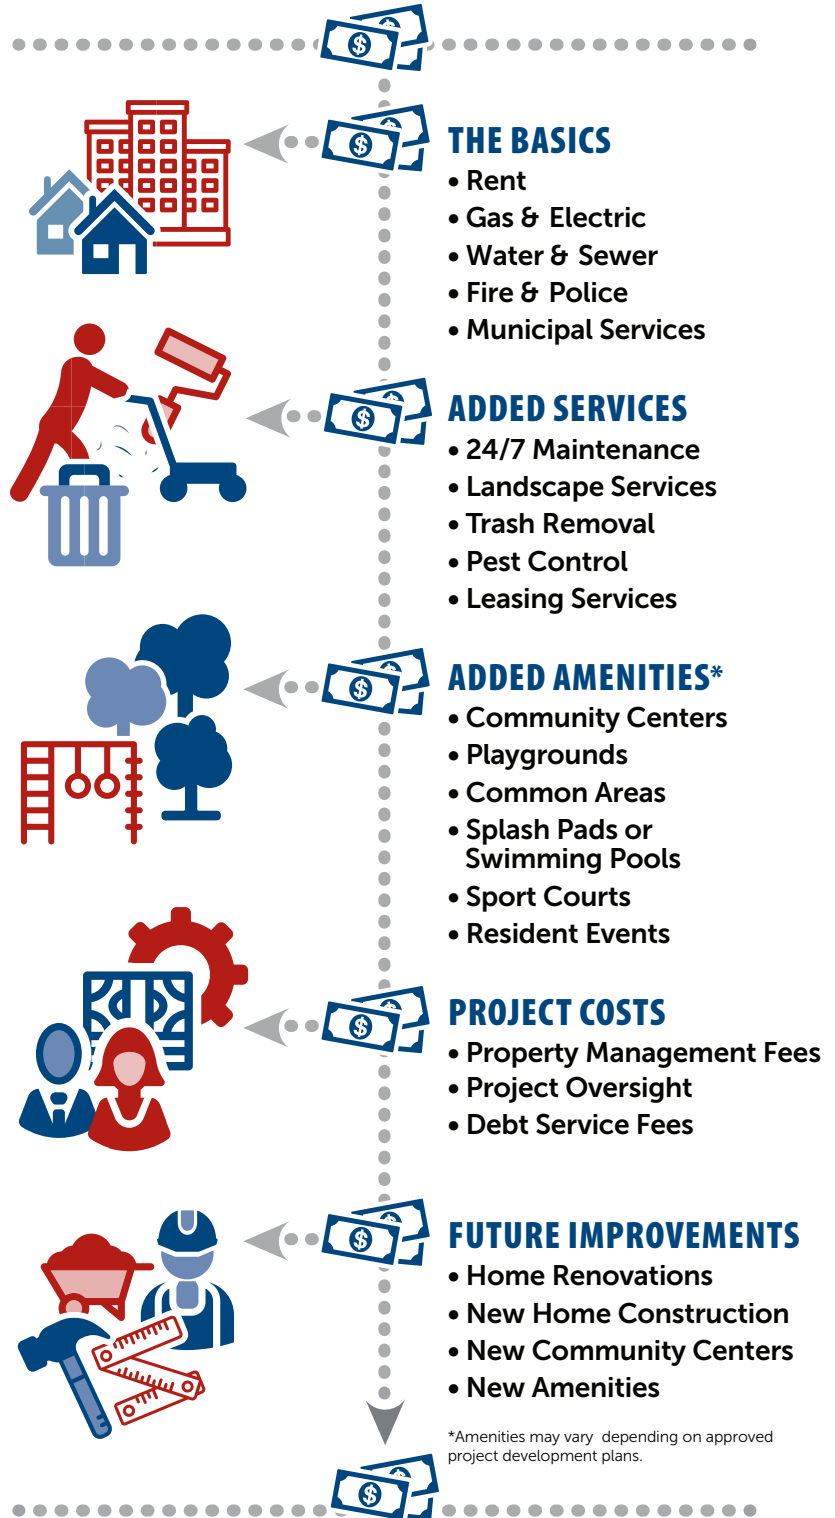 $
$
THE BASICS
• Rent
• Gas & Electric
• Water & Sewer
• Fire & Police
• Municipal Services
$
ADDED SERVICES
• 24/7 Maintenance
• Landscape Services
• Trash Removal
• Pest Control
• Leasing Services
$
ADDED AMENITIES*
• Community Centers
• Playgrounds
• Common Areas
• Splash Pads or
Swimming Pools
• Sport Courts
• Resident Events
$
PROJECT COSTS
• Property Management Fees
• Project Oversight
• Debt Service Fees
$
FUTURE IMPROVEMENTS
• Home Renovations
• New Home Construction
• New Community Centers
• New Amenities
*Amenities may vary depending on approved
project development plans.
$